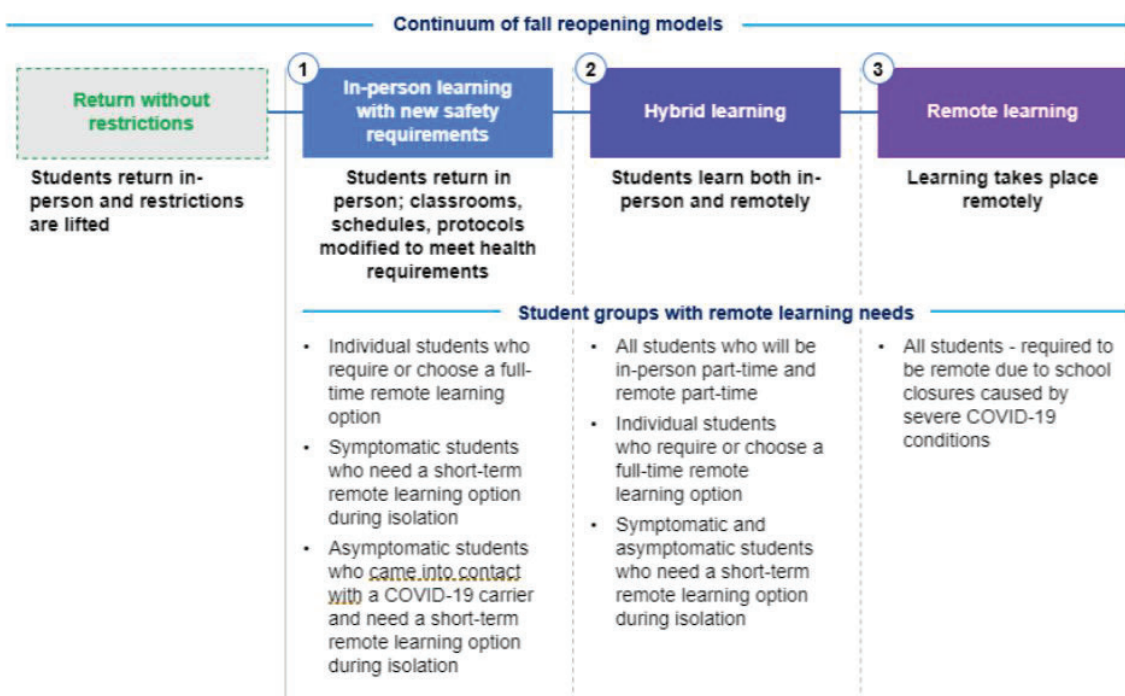 Continuum of fall reopening models
Return without
restrictions
Students return in-
person and restrictions
are lifted
1
In-person learning
with new safety
requirements
Students return in
person; classrooms,
schedules, protocols
modified to meet health
requirements
2
Hybrid learning
Students learn both in-
person and remotely
3
Remote learning
Learning takes place
remotely
Student groups with remote learning needs
• Individual students who
require or choose a full-
time remote learning
option
• Symptomatic students
who need a short-term
remote learning option
during isolation
• Asymptomatic students
who came into contact
with a COVID-19 carrier
and need a short-term
remote learning option
during isolation
• All students who will be
in-person part-time and
remote part-time
• Individual students
who require or choose a
full-time remote
learning option
• Symptomatic and
asymptomatic students
who need a short-term
remote learning option
during isolation
• All students - required to
be remote due to school
closures caused by
severe COVID-19
conditions